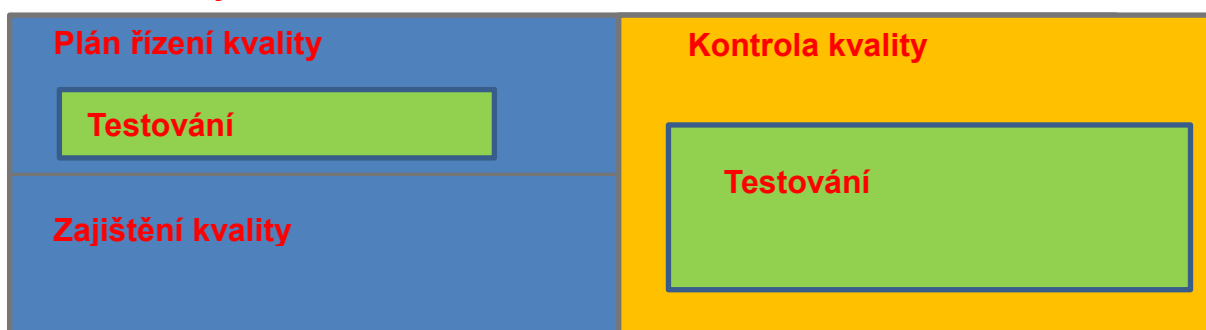 Plán řízení kvality
Testování
Zajištění kvality
Kontrola kvality
Testování